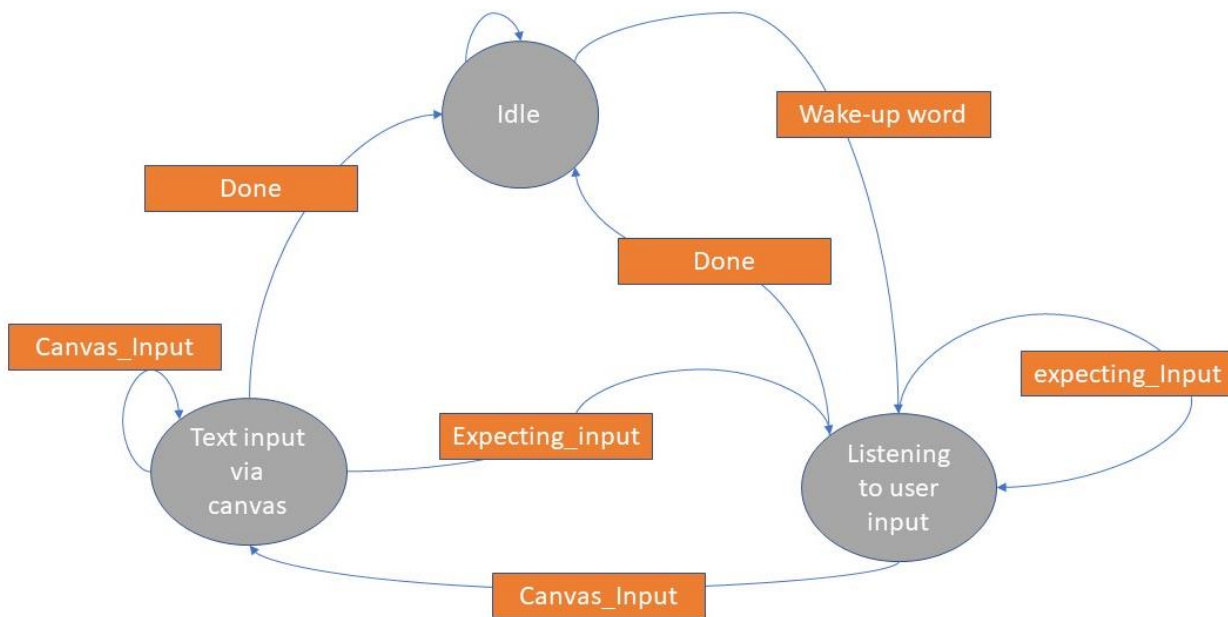 Idle
Wake-up word
Done
Done
Canvas_Input
expecting_Input
Expecting_input
Text input
via
canvas
Listening
to user
input
Canvas_Input